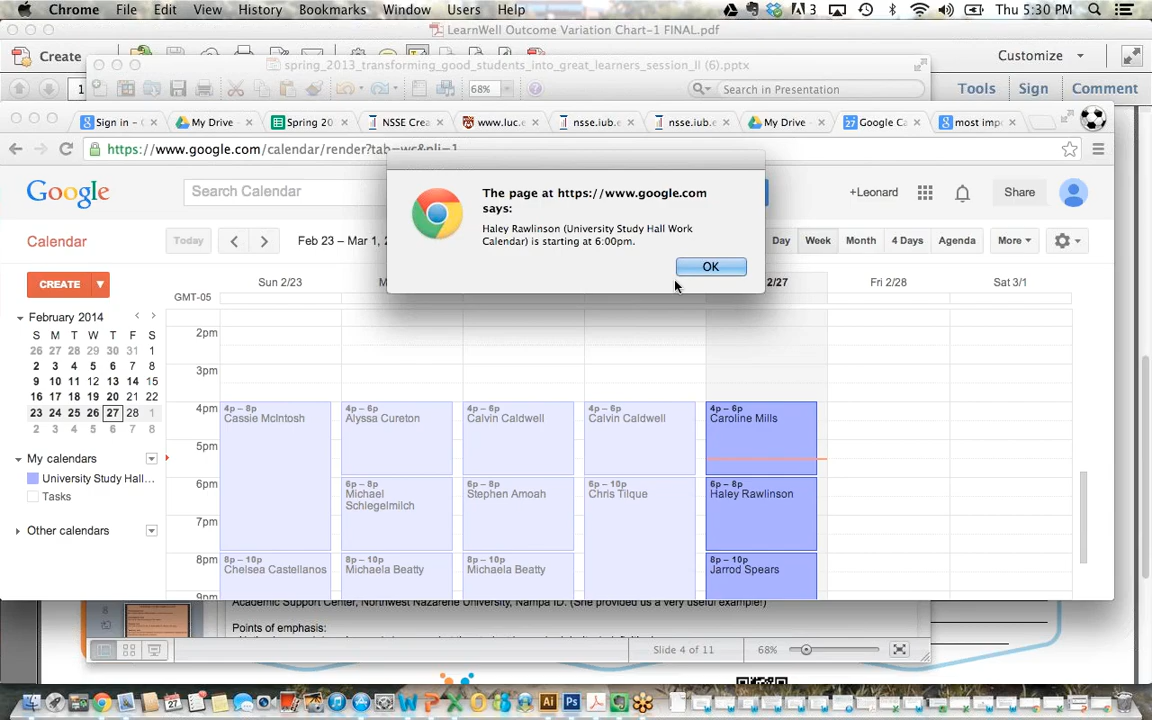 Chrome File Edit View History Bookmarks Window Users Help 3 Thu 5:30 PM
LearnWell Outcome Variation Chart-1 FINAL.pdf
Create Customize
spring_2013_transforming_good_students_into_great_learners_session_II (6).pptx
1 68% Search in Presentation Tools Sign Comment
Sign in – ( My Drive Spring 20 NSSE Crea www.luc.e nsse.iub.e nsse.iub.e My Drive Google Ca most imp
https://www.google.com/calendar/render?tab=wc&pli=1
The page at https://www.google.com
says:
Haley Rawlinson (University Study Hall Work
Calendar) is starting at 6:00pm.
OK
Google Search Calendar +Leonard Share
Calendar Today Feb 23 – Mar 1, Day Week Month 4 Days Agenda More
CREATE Sun 2/23 M 2/27 Fri 2/28 Sat 3/1
GMT-05
February 2014
S M T W T F S
26 27 28 29 30 31 1
2 3 4 5 6 7 8
9 10 11 12 13 14 15
16 17 18 19 20 21 22
23 24 25 26 27 28 1
2 3 4 5 6 7 8
My calendars
University Study Hall...
Tasks
Other calendars
2pm
3pm
4pm
5pm
6pm
7pm
8pm
9pm
4p – 8p
Cassie McIntosh
8p – 10p
Chelsea Castellanos
4p – 6p
Alyssa Cureton
6p – 8p
Michael
Schlegelmilch
8p – 10p
Michaela Beatty
4p – 6p
Calvin Caldwell
6p – 8p
Stephen Amoah
8p – 10p
Michaela Beatty
4p – 6p
Calvin Caldwell
6p – 10p
Chris Tilque
4p – 6p
Caroline Mills
6p – 8p
Haley Rawlinson
8p – 10p
Jarrod Spears
Academic Support Center, Northwest Nazarene University, Nampa ID. (She provided us a very useful example!)
Points of emphasis:
Slide 4 of 11 68%